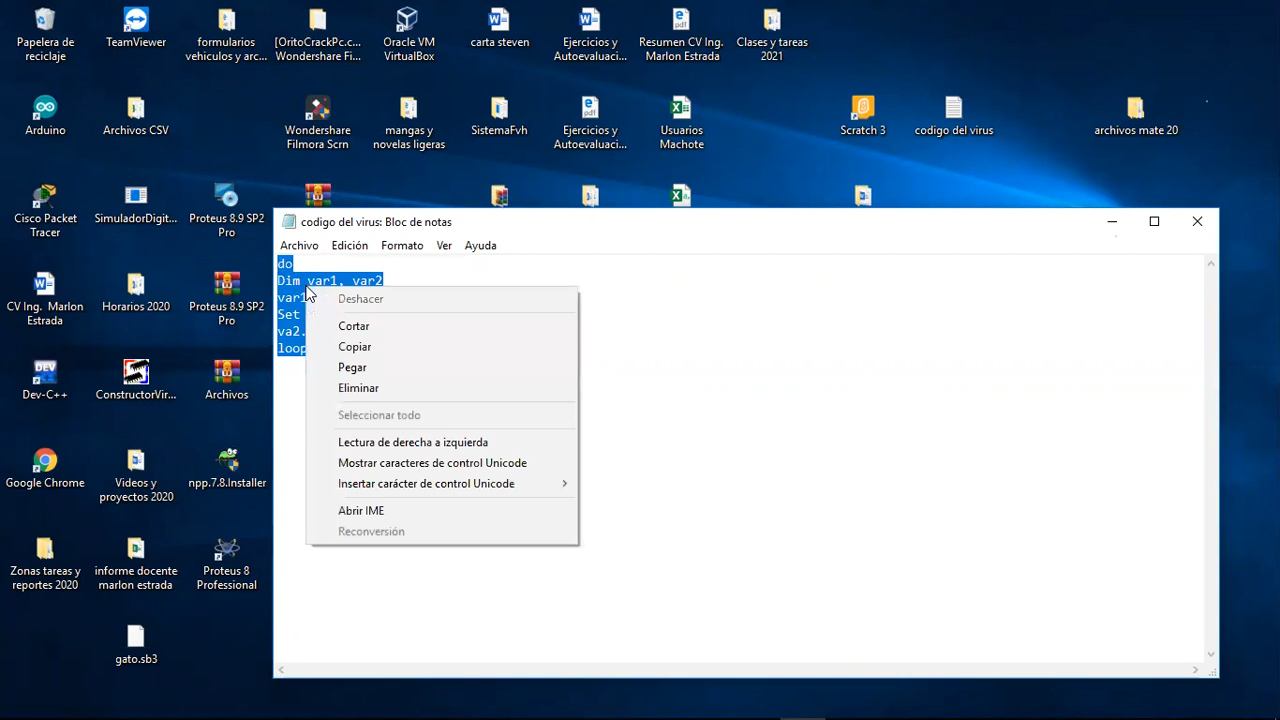 Papelera de
reciclaje
TeamViewer
formularios
vehiculos y arc...
[OritoCrackPc.c...
Wondershare Fi...
Oracle VM
VirtualBox
carta steven
Ejercicios y
Autoevaluaci...
Resumen CV Ing.
Marlon Estrada
Clases y tareas
2021
Arduino
Archivos CSV
Wondershare
Filmora Scrn
mangas y
novelas ligeras
SistemaFvh
Ejercicios y
Autoevaluaci...
Usuarios
Machote
Scratch 3
codigo del virus
archivos mate 20
Cisco Packet
Tracer
SimuladorDigit...
Proteus 8.9 SP2
Pro
CV Ing. Marlon
Estrada
Horarios 2020
Proteus 8.9 SP2
Pro
Dev-C++
ConstructorVir...
Archivos
Google Chrome
Videos y
proyectos 2020
npp.7.8.Installer
Zonas tareas y
reportes 2020
informe docente
marlon estrada
Proteus 8
Professional
gato.sb3
codigo del virus: Bloc de notas
Archivo Edición Formato Ver Ayuda
do
Dim var1, var2
var1
Set
va2.
loop
Deshacer
Cortar
Copiar
Pegar
Eliminar
Seleccionar todo
Lectura de derecha a izquierda
Mostrar caracteres de control Unicode
Insertar carácter de control Unicode
Abrir IME
Reconversión